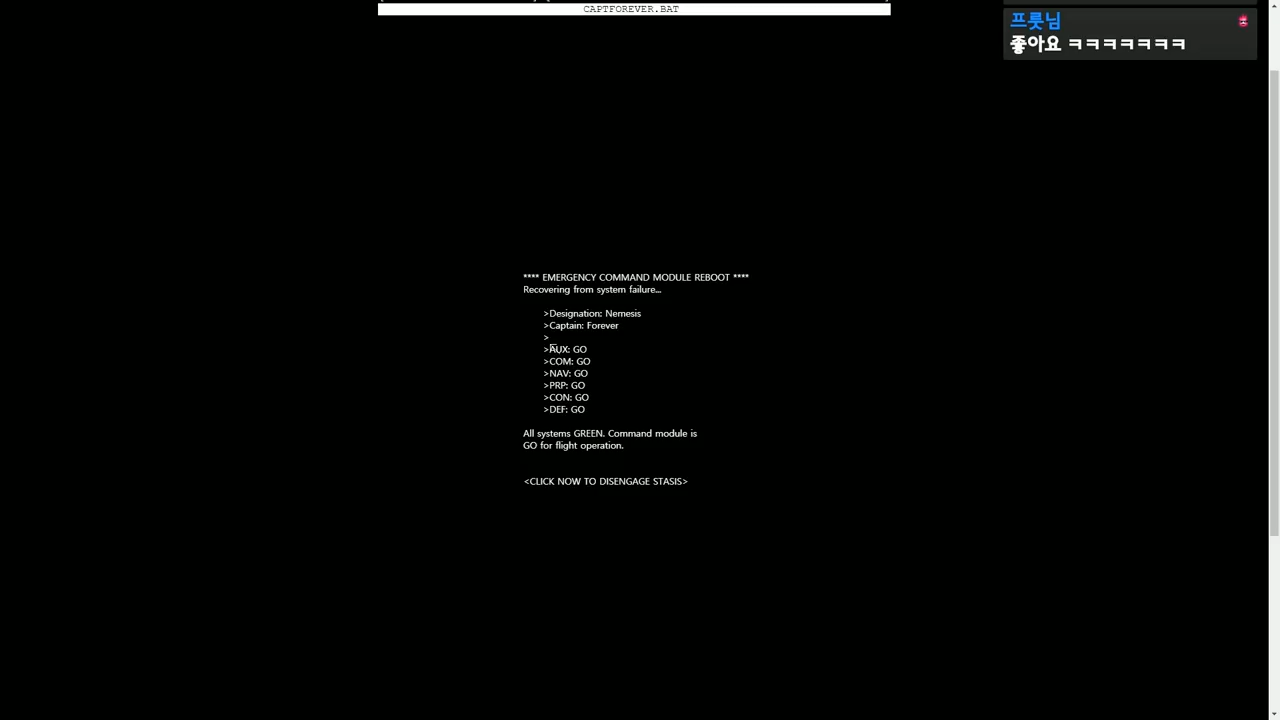 CAPTFOREVER.BAT
프룻님
좋아요 ㅋㅋㅋㅋㅋㅋㅋ
**** EMERGENCY COMMAND MODULE REBOOT ****
Recovering from system failure...
>Designation: Nemesis
>Captain: Forever
>_
>AUX: GO
>COM: GO
>NAV: GO
>PRP: GO
>CON: GO
>DEF: GO
All systems GREEN. Command module is
GO for flight operation.
<CLICK NOW TO DISENGAGE STASIS>